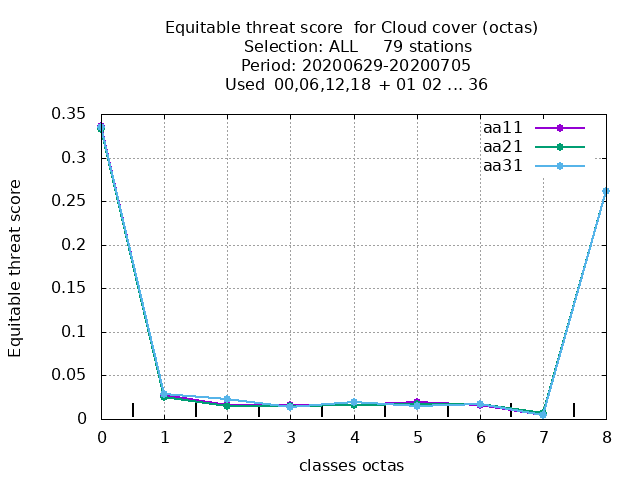 Equitable threat score  for Cloud cover (octas)
Selection: ALL     79 stations
Period: 20200629-20200705
Used  00,06,12,18 + 01 02 ... 36
aa11
aa21
aa31
0.35
0.3
0.25
0.2
0.15
0.1
0.05
0
Equitable threat score
0 1 2 3 4 5 6 7 8
classes octas